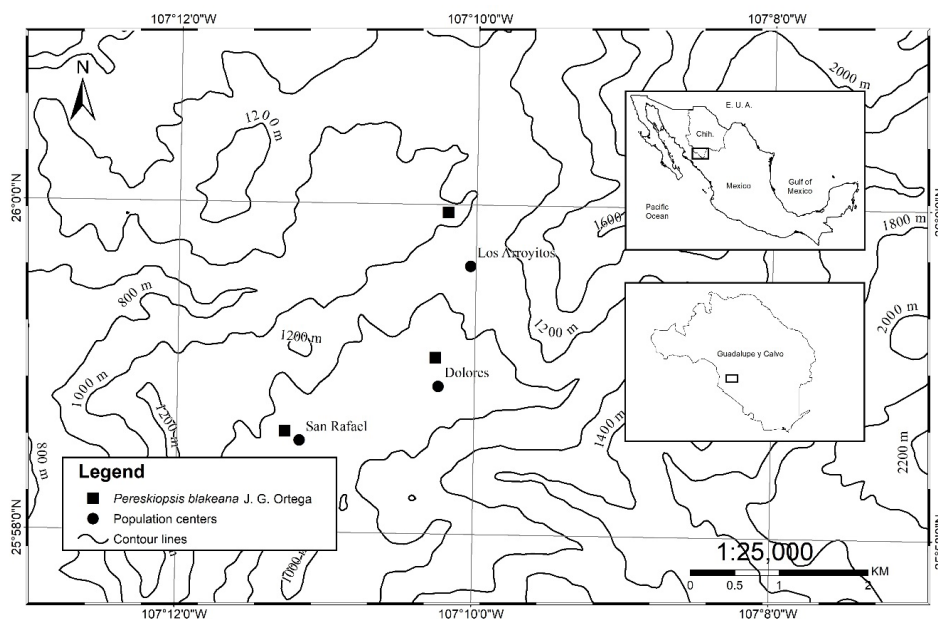 107°12'0"W
107°10'0"W
107°8'0"W
N
2000 m
1200 m
E. U. A.
Chih.
Mexico
Gulf of
Mexico
Pacific
Ocean
26°0'0"N
1600
1800 m
Los Arroyitos
800 m
1200 m
1200 m
2000 m
Guadalupe y Calvo
Dolores
1000 m
1200 m
San Rafael
1400 m
2200 m
800 m
Legend
Pereskiopsis blakeana J. G. Ortega
Population centers
Contour lines
25°58'0"N
1000 m
1:25,000
KM
0 0.5 1 2
107°12'0"W
107°10'0"W
107°8'0"W